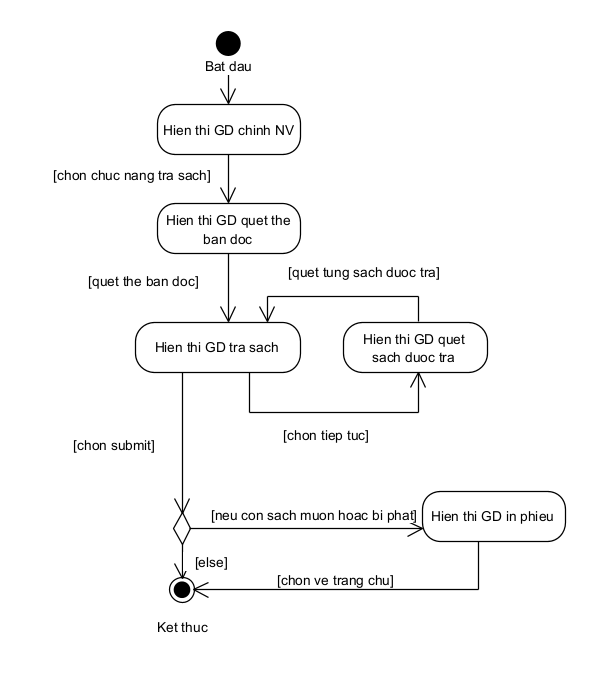 Bat dau
Hien thi GD chinh NV
[chon chuc nang tra sach]
Hien thi GD quet the
ban doc
[quet the ban doc]
[quet tung sach duoc tra]
Hien thi GD tra sach
Hien thi GD quet
sach duoc tra
[chon tiep tuc]
[chon submit]
[neu con sach muon hoac bi phat]
Hien thi GD in phieu
[else]
[chon ve trang chu]
Ket thuc